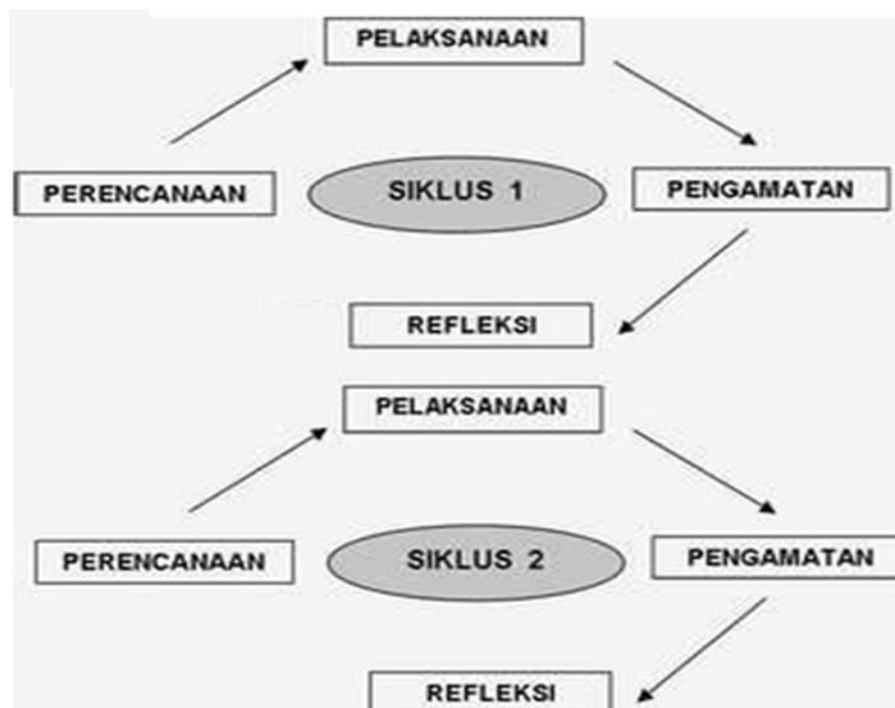 PELAKSANAAN
PERENCANAAN
SIKLUS 1
PENGAMATAN
REFLEKSI
PELAKSANAAN
PERENCANAAN
SIKLUS 2
PENGAMATAN
REFLEKSI